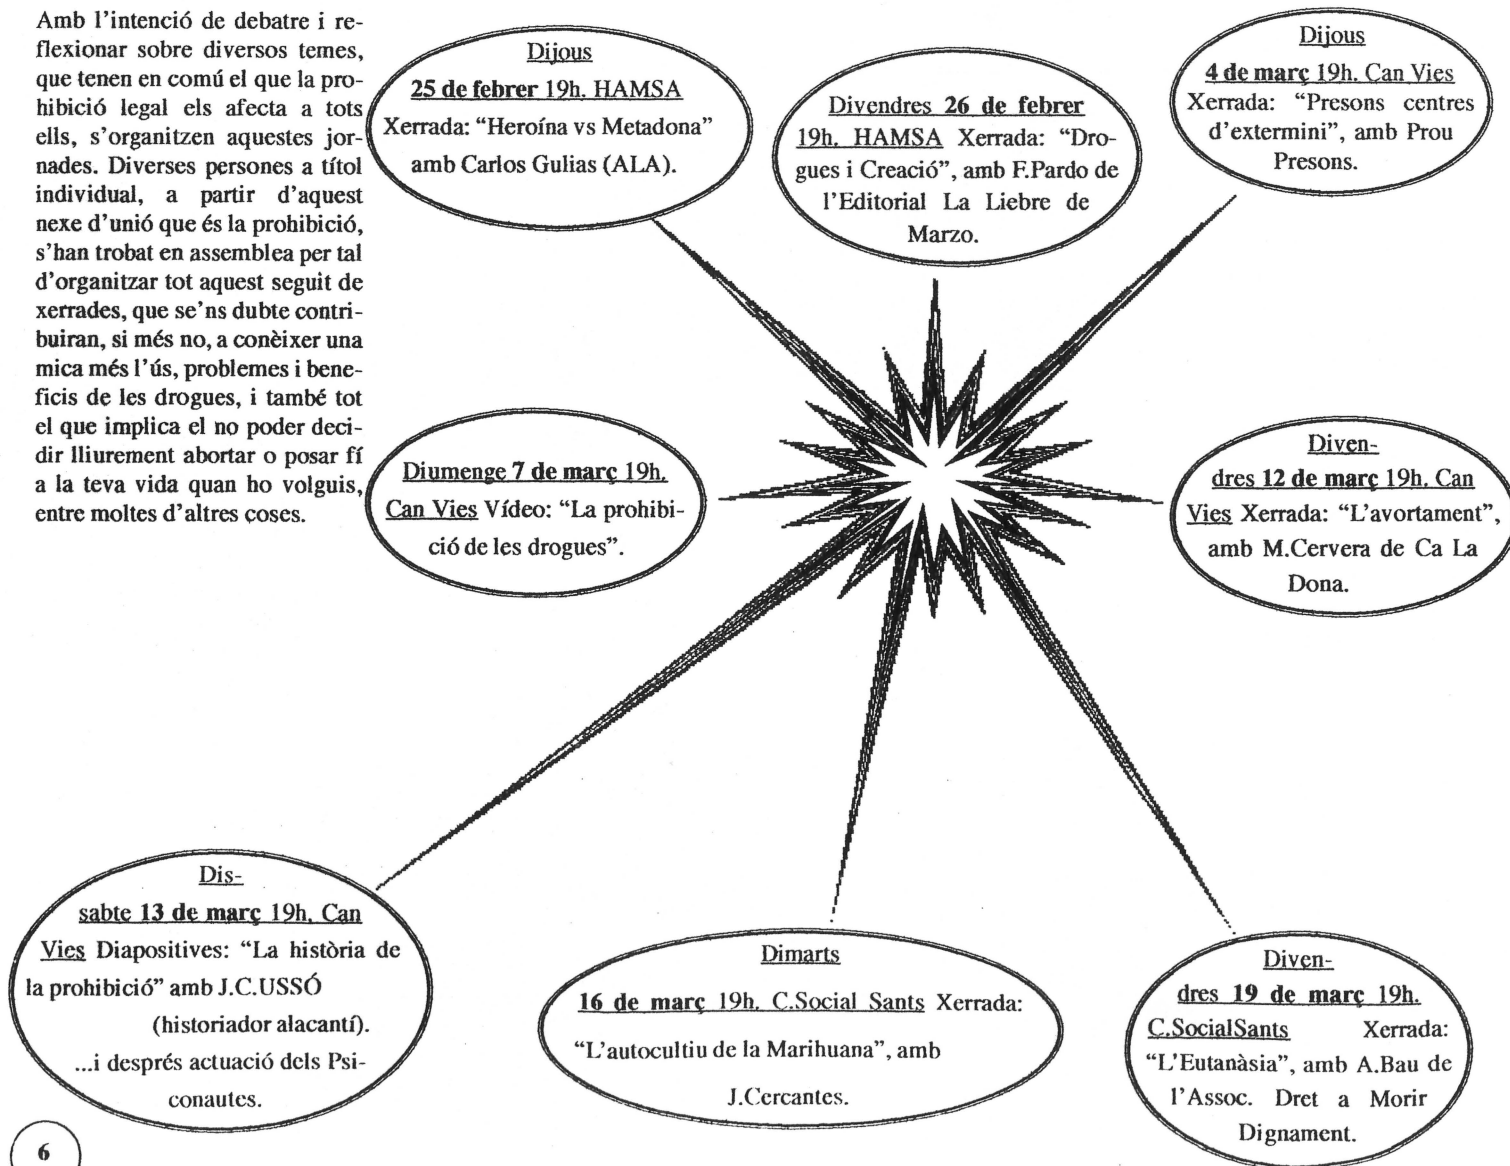 Amb l'intenció de debatre i re-
flexionar sobre diversos temes,
que tenen en comú el que la pro-
hibició legal els afecta a tots
ells, s'organitzen aquestes jor-
nades. Diverses persones a títol
individual, a partir d'aquest
nexe d'unió que és la prohibició,
s'han trobat en assemblea per tal
d'organitzar tot aquest seguit de
xerrades, que se'ns dubte contri-
buiran, si més no, a conèixer una
mica més l'ús, problemes i bene-
ficis de les drogues, i també tot
el que implica el no poder deci-
dir lliurement abortar o posar fí
a la teva vida quan ho volguis,
entre moltes d'altres coses.
Dijous
25 de febrer 19h. HAMSA
Xerrada: “Heroína vs Metadona”
amb Carlos Gulias (ALA).
Divendres 26 de febrer
19h. HAMSA Xerrada: “Dro-
gues i Creació”, amb F.Pardo de
l'Editorial La Liebre de
Marzo.
Dijous
4 de març 19h. Can Vies
Xerrada: “Presons centres
d'extermini”, amb Prou
Presons.
Diumenge 7 de març 19h.
Can Vies Vídeo: “La prohibi-
ció de les drogues”.
Diven-
dres 12 de març 19h. Can
Vies Xerrada: “L'avortament”,
amb M.Cervera de Ca La
Dona.
Dis-
sabte 13 de març 19h. Can
Vies Diapositives: “La història de
la prohibició” amb J.C.USSÓ
(historiador alacantí).
...i després actuació dels Psi-
conautes.
Dimarts
16 de març 19h. C.Social Sants Xerrada:
“L'autocultiu de la Marihuana”, amb
J.Cercantes.
Diven-
dres 19 de març 19h.
C.SocialSants Xerrada:
“L'Eutanàsia”, amb A.Bau de
l'Assoc. Dret a Morir
Dignament.
6